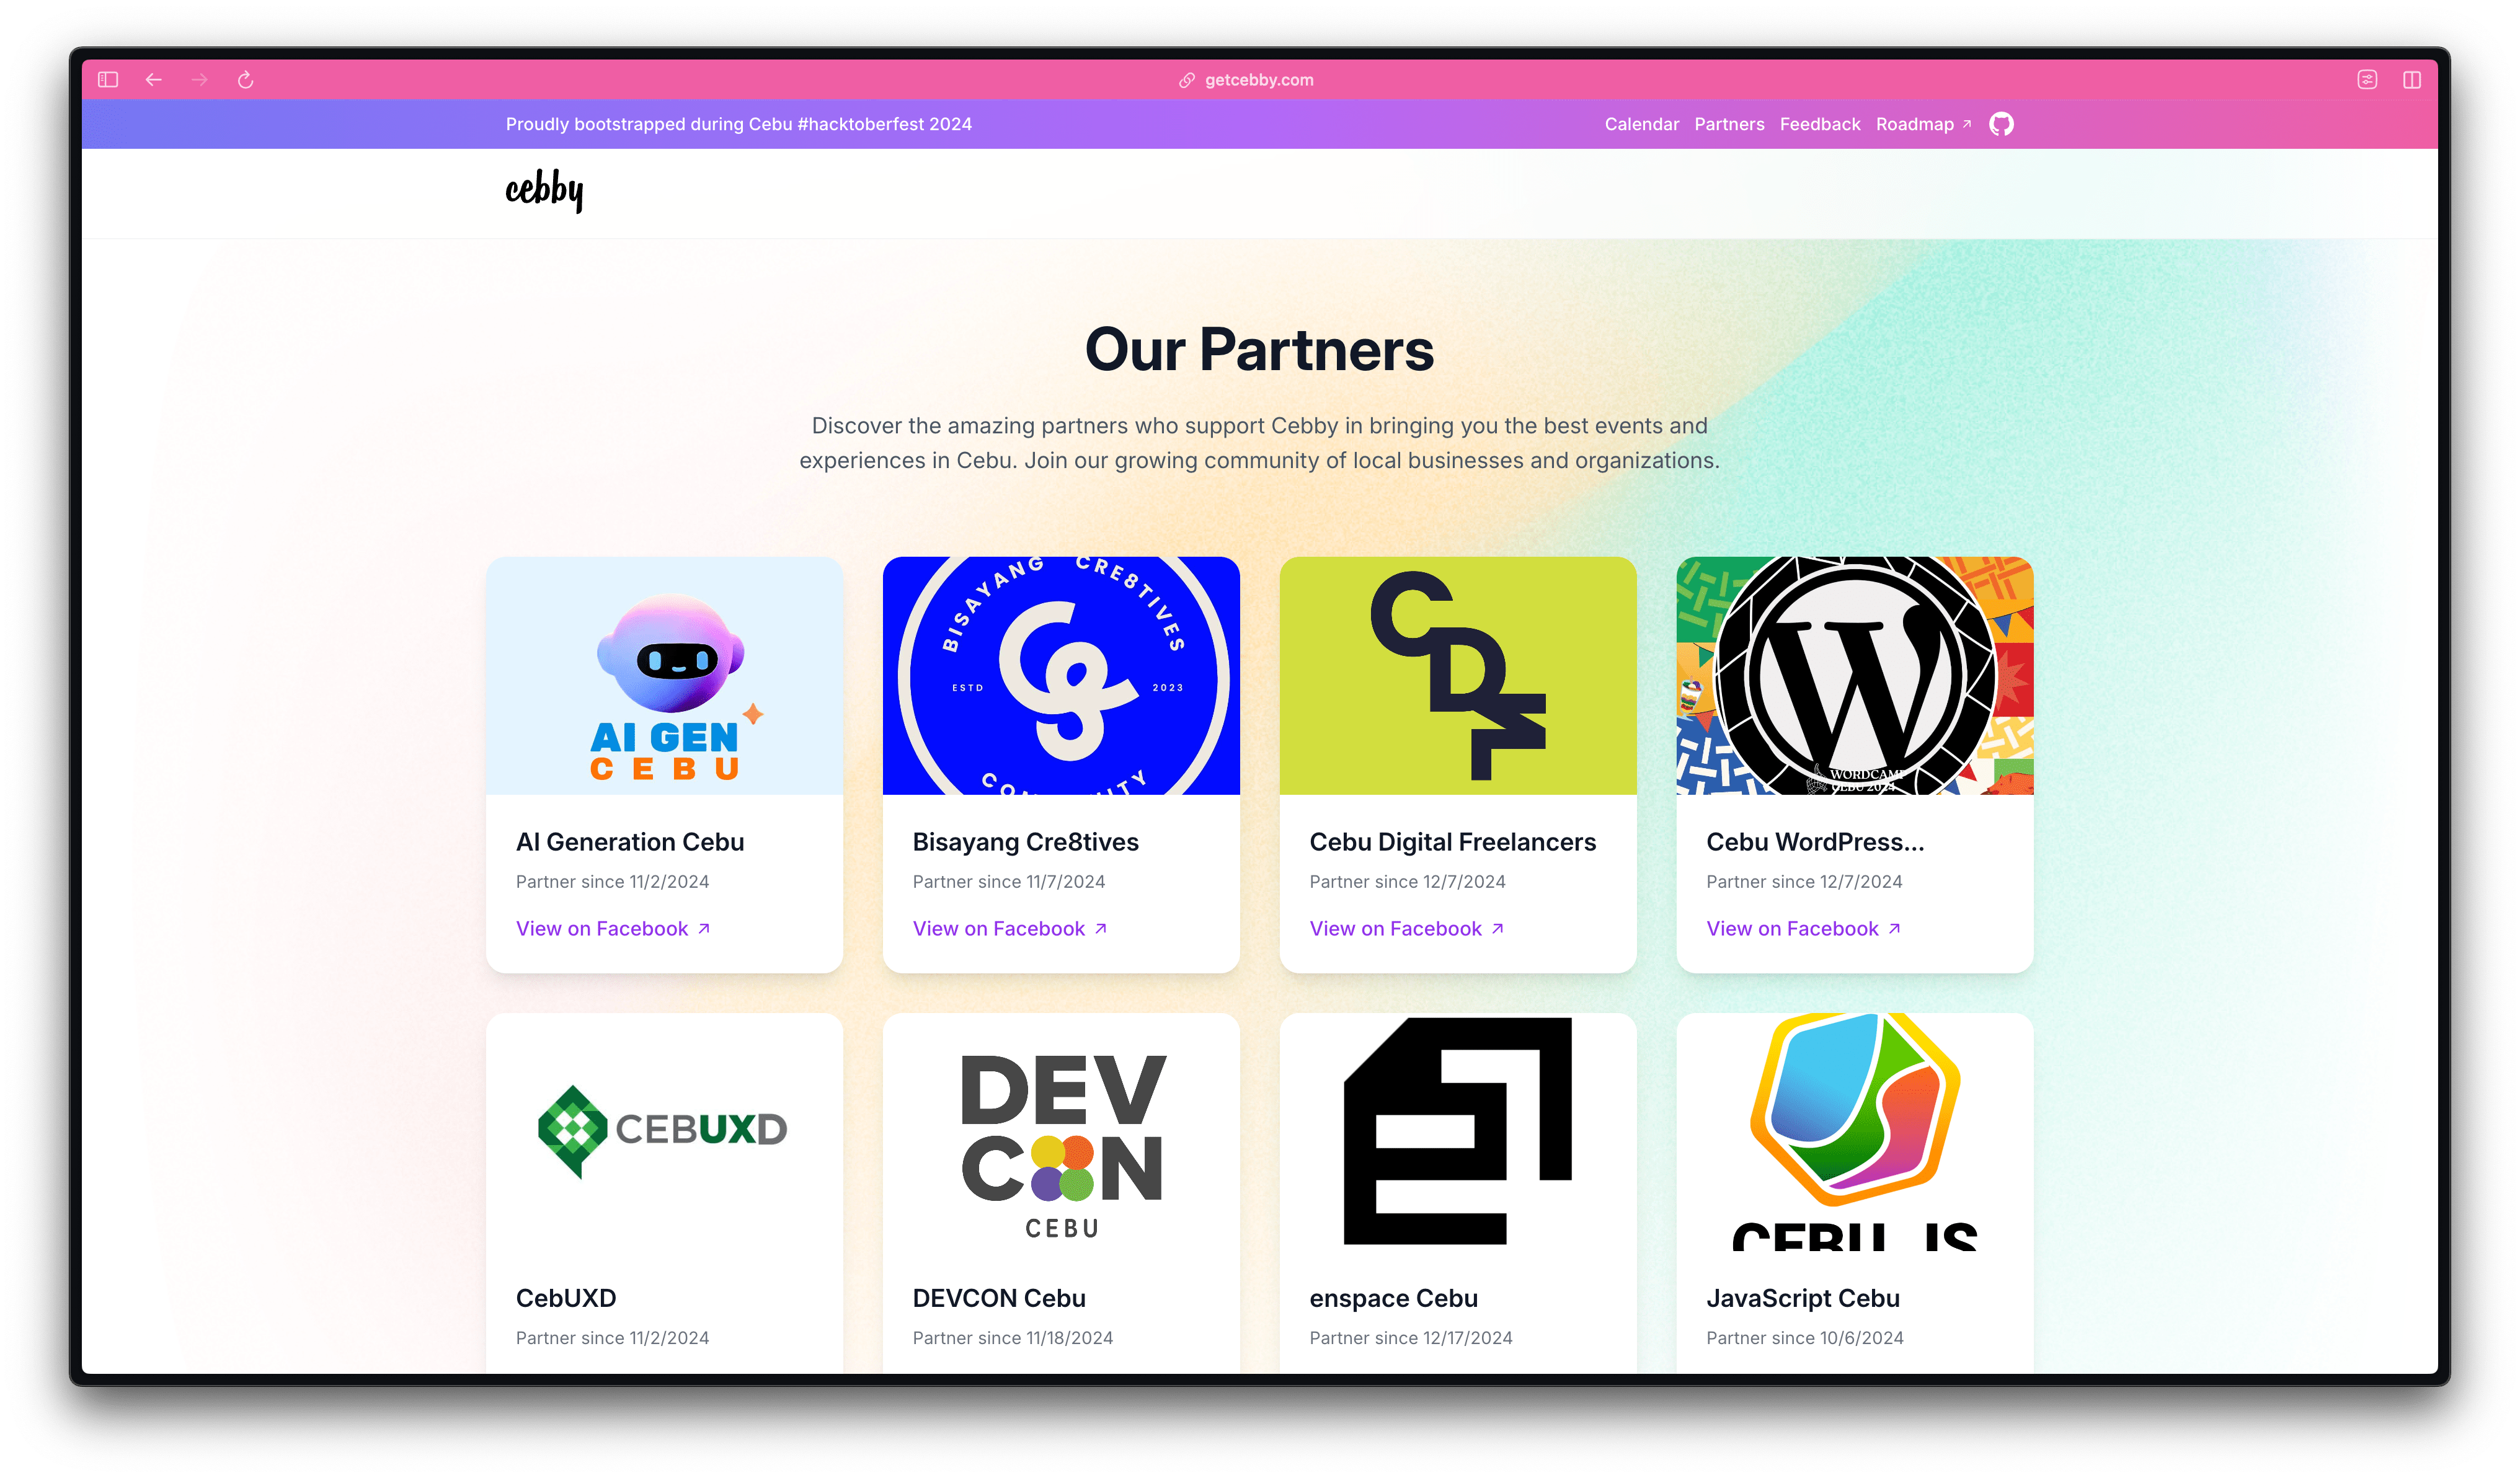 getcebby.com
Proudly bootstrapped during Cebu #hacktoberfest 2024
Calendar Partners Feedback Roadmap ↗
cebby
Our Partners
Discover the amazing partners who support Cebby in bringing you the best events and
experiences in Cebu. Join our growing community of local businesses and organizations.
AI GEN
CEBU
BISAYANG CRE8TIVES
ESTD 2023
COMMUNITY
CDF
W
WORDCAMP
CEBU 2024
AI Generation Cebu
Partner since 11/2/2024
View on Facebook ↗
Bisayang Cre8tives
Partner since 11/7/2024
View on Facebook ↗
Cebu Digital Freelancers
Partner since 12/7/2024
View on Facebook ↗
Cebu WordPress...
Partner since 12/7/2024
View on Facebook ↗
CEBUXD
DEV
CON
CEBU
CEBU JS
CebUXD
Partner since 11/2/2024
DEVCON Cebu
Partner since 11/18/2024
enspace Cebu
Partner since 12/17/2024
JavaScript Cebu
Partner since 10/6/2024